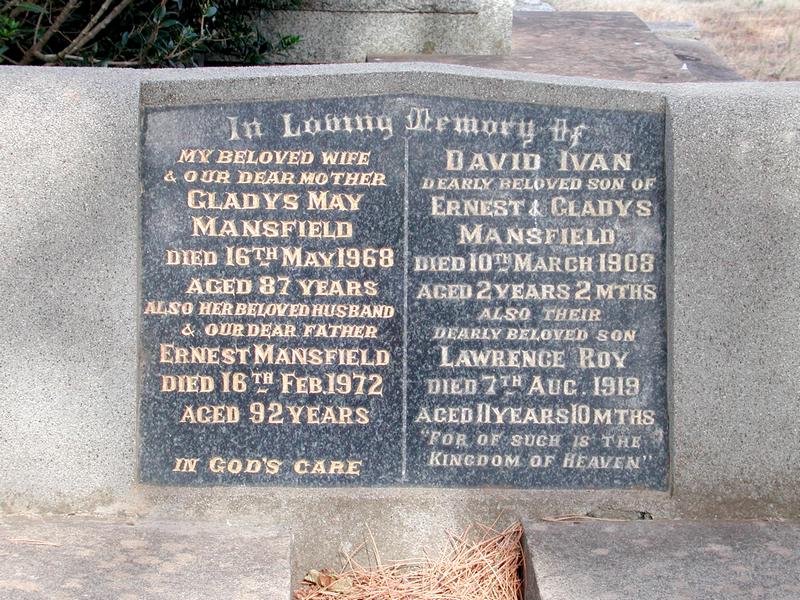 In Loving Memory Of
MY BELOVED WIFE
& OUR DEAR MOTHER
GLADYS MAY
MANSFIELD
DIED 16TH MAY 1968
AGED 87 YEARS
ALSO HER BELOVED HUSBAND
& OUR DEAR FATHER
ERNEST MANSFIELD
DIED 16TH FEB. 1972
AGED 92 YEARS
IN GOD'S CARE
DAVID IVAN
DEARLY BELOVED SON OF
ERNEST & GLADYS
MANSFIELD
DIED 10TH MARCH 1908
AGED 2 YEARS 2 MTHS
ALSO THEIR
DEARLY BELOVED SON
LAWRENCE ROY
DIED 7TH AUG. 1919
AGED 11 YEARS 10 MTHS
"FOR OF SUCH IS THE
KINGDOM OF HEAVEN"